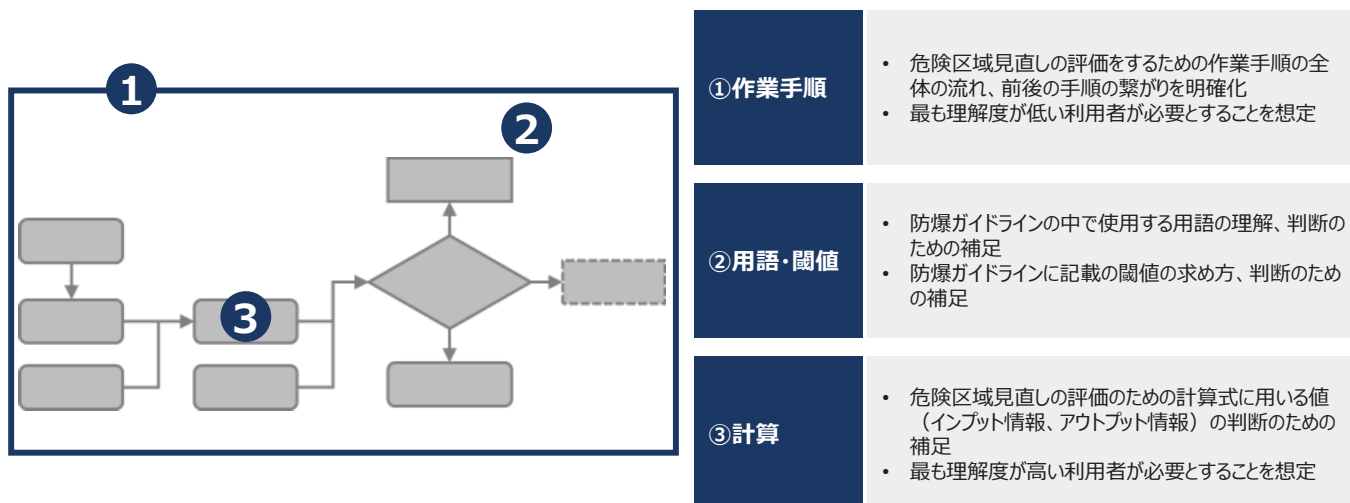 1
2
3
①作業手順
• 危険区域見直しの評価をするための作業手順の全
体の流れ、前後の手順の繋がりを明確化
• 最も理解度が低い利用者が必要とすることを想定
②用語・閾値
• 防爆ガイドラインの中で使用する用語の理解、判断の
ための補足
• 防爆ガイドラインに記載の閾値の求め方、判断のため
の補足
③計算
• 危険区域見直しの評価のための計算式に用いる値
（インプット情報、アウトプット情報）の判断のための
補足
• 最も理解度が高い利用者が必要とすることを想定